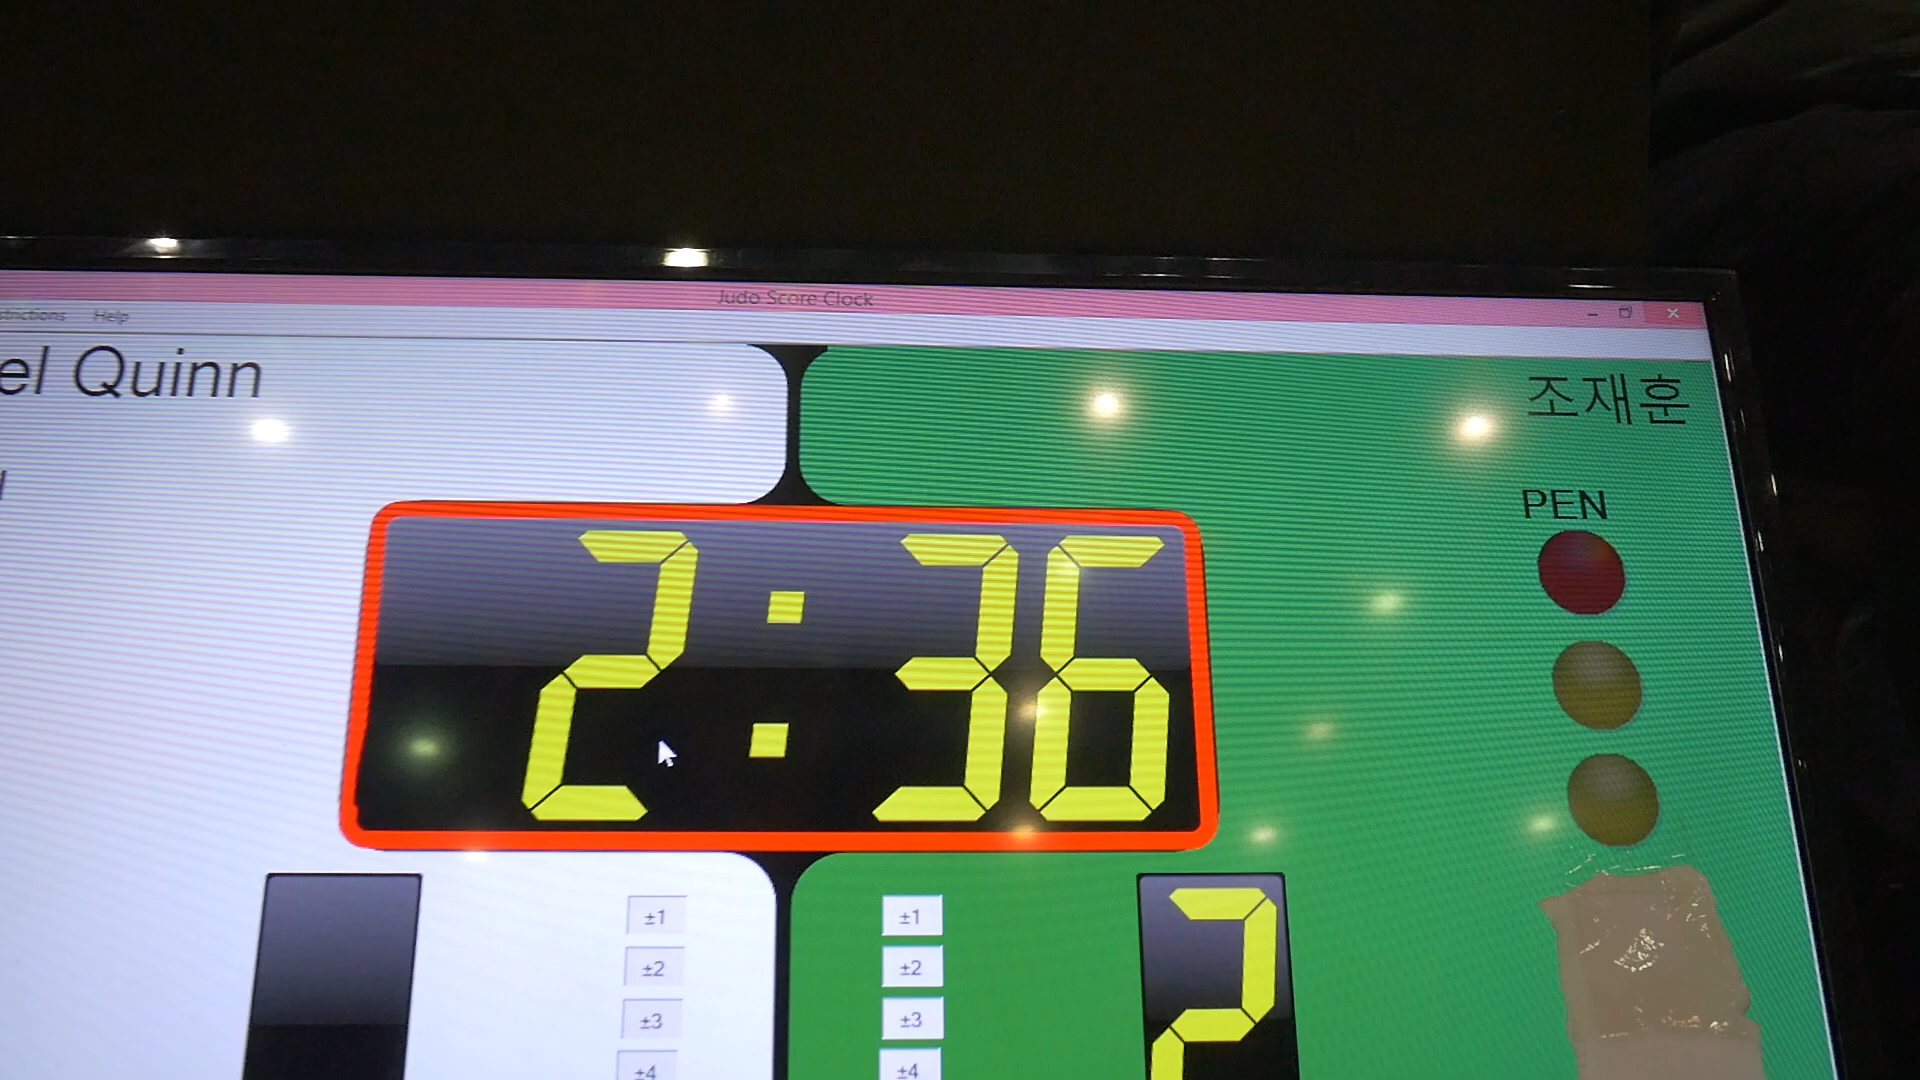 Judo Score Clock
Help
Quinn
조재훈
PEN
2:36
±1
±1
2
±2
±2
±3
±3
±4
±4